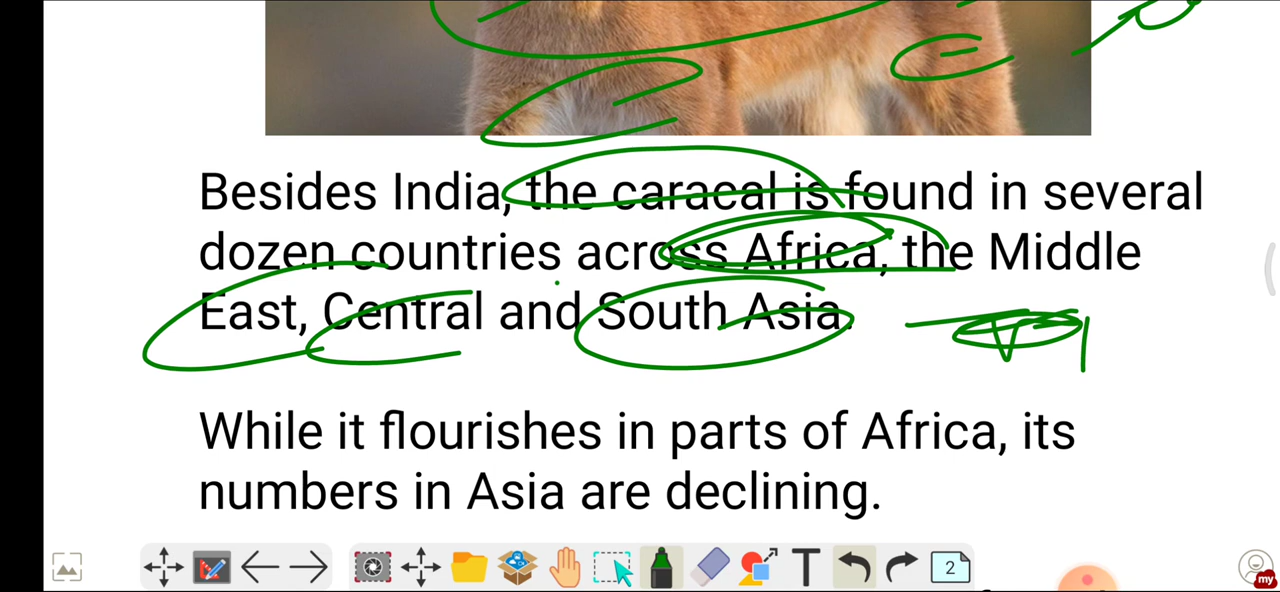 Besides India, the caracal is found in several
dozen countries across Africa, the Middle
East, Central and South Asia.
While it flourishes in parts of Africa, its
numbers in Asia are declining.
T
2
my